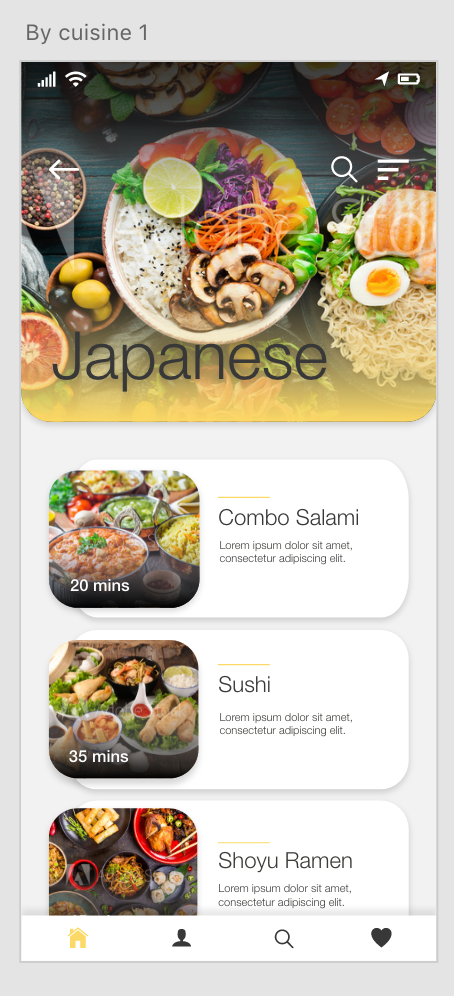 By cuisine 1
Japanese
Combo Salami
Lorem ipsum dolor sit amet,
consectetur adipiscing elit.
20 mins
Sushi
Lorem ipsum dolor sit amet,
consectetur adipiscing elit.
35 mins
Shoyu Ramen
Lorem ipsum dolor sit amet,
consectetur adipiscing elit.